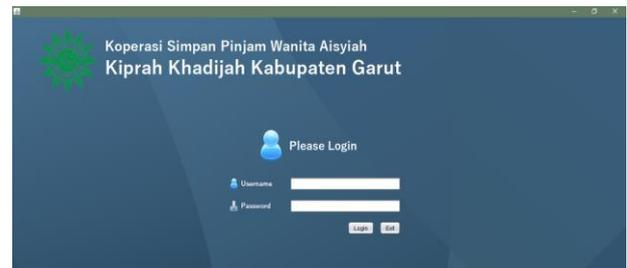 Koperasi Simpan Pinjam Wanita Aisyiah
Kiprah Khadijah Kabupaten Garut
Please Login
Username
Password
Login Exit